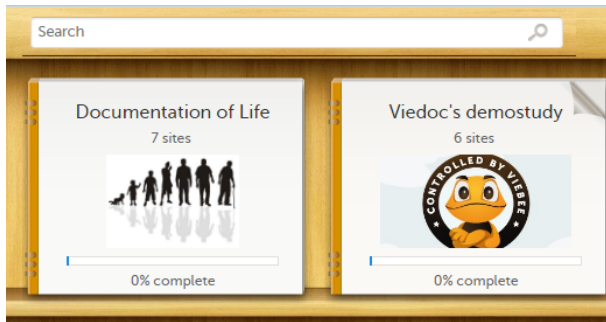 Search
Documentation of Life
7 sites
0% complete
Viedoc's demostudy
6 sites
CONTROLLED BY VIEBEE
0% complete